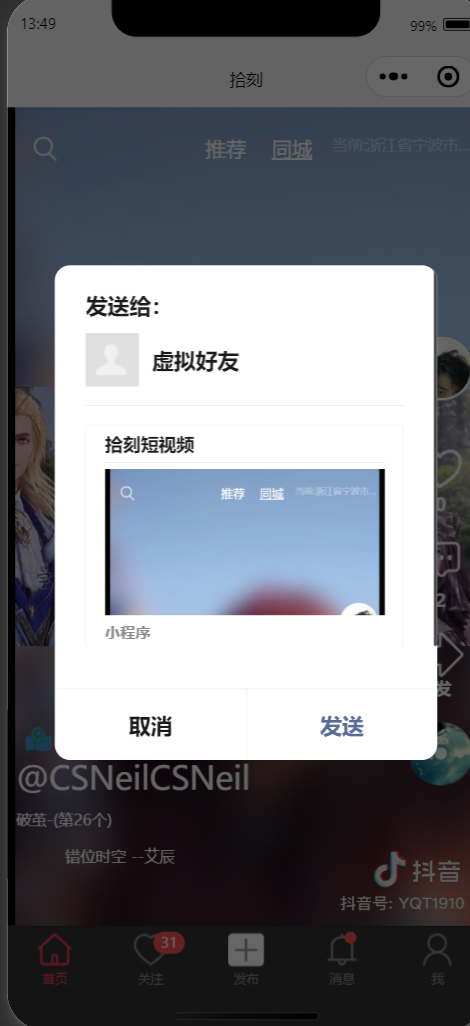 13:49
99%
拾刻
推荐 同城 当前:浙江省宁波市...
发送给：
虚拟好友
拾刻短视频
推荐 同城 当前:浙江省宁波市...
小程序
0
2
发
取消 发送
@CSNeilCSNeil
破茧-(第26个)
错位时空 --艾辰
抖音
抖音号: YQT1910
31
首页 关注 发布 消息 我